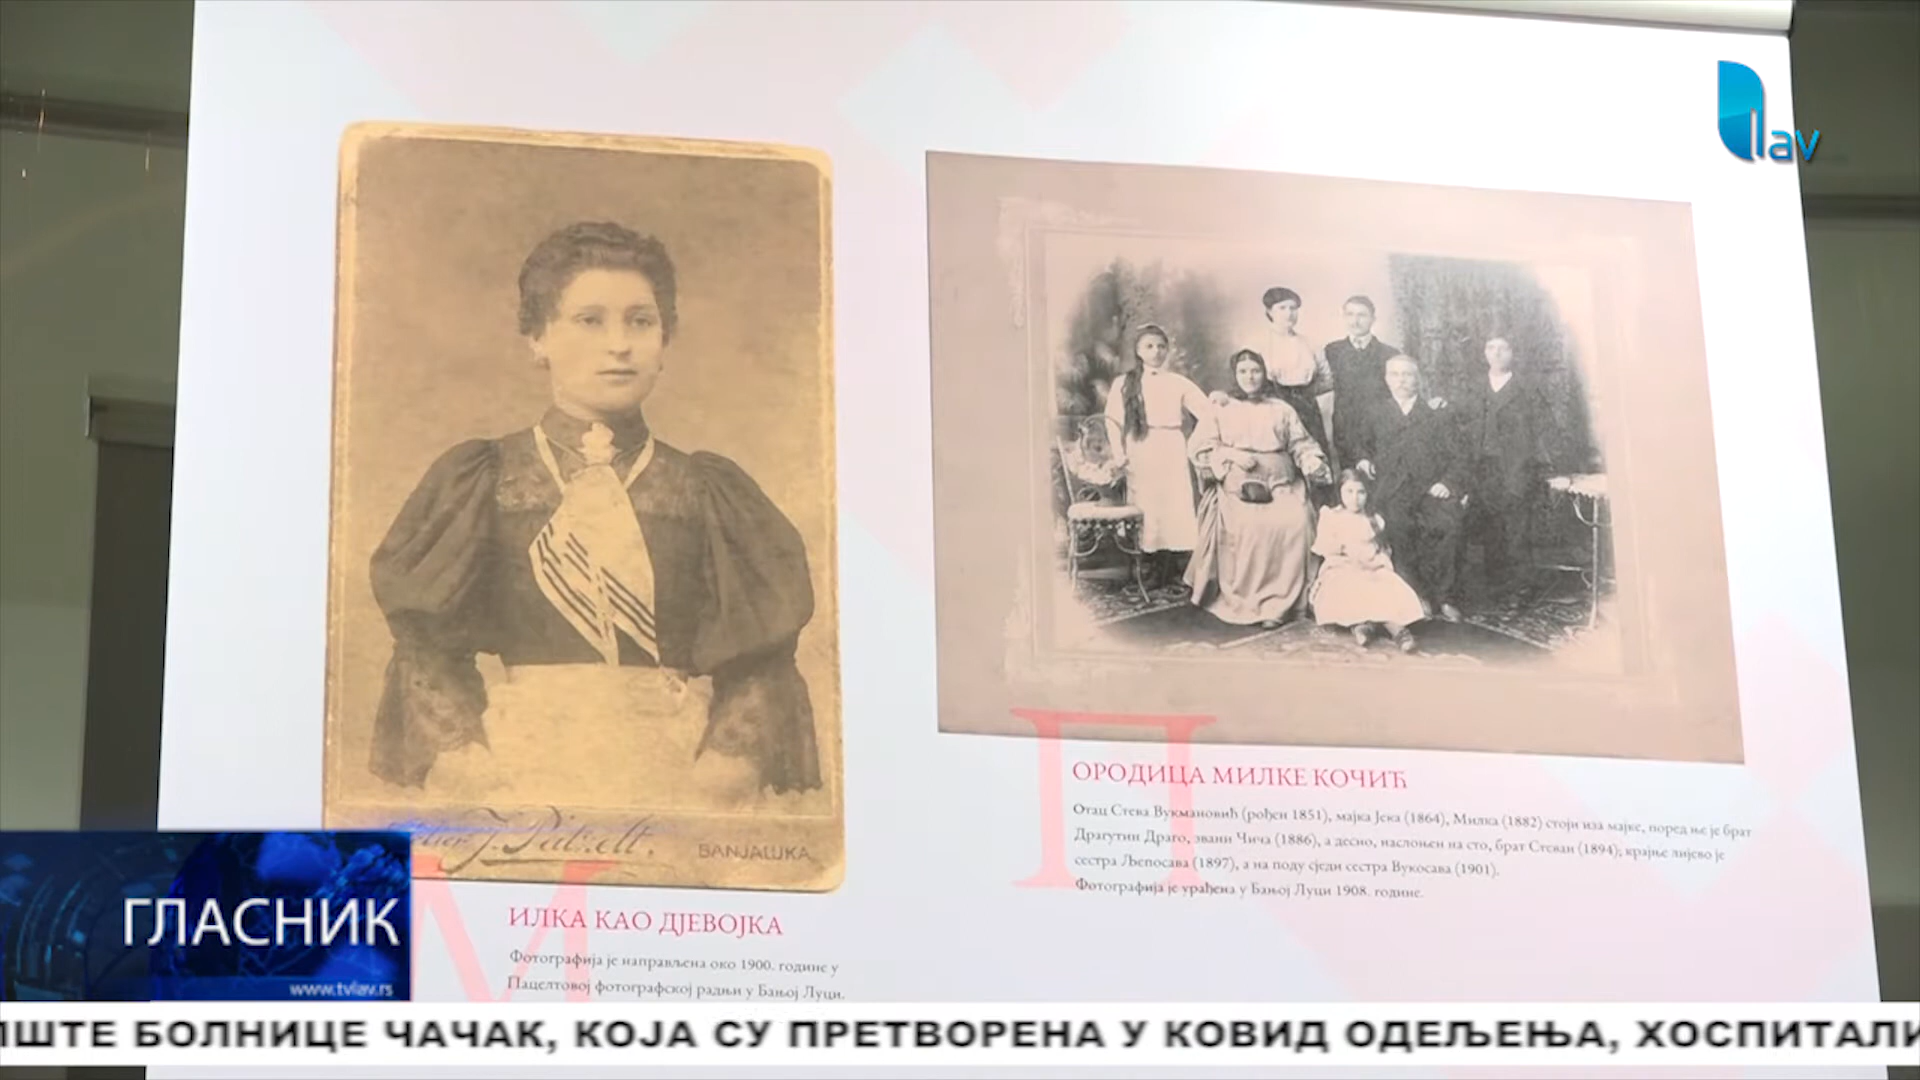 lav
J. Patzelt.
BANJALUKA
П
ОРОДИЦА МИЛКЕ КОЧИЋ
Отац Стева Вукмановић (рођен 1851), мајка Јека (1864), Милка (1882) стоји иза мајке, поред ње је брат
Драгутин Драго, звани Чича (1886), а десно, наслоњен на сто, брат Стеван (1894); крајње лијево је
сестра Љепосава (1897), а на поду сједи сестра Вукосава (1901).
Фотографија је урађена у Бањој Луци 1908. године.
М
ИЛКА КАО ДЈЕВОЈКА
Фотографија је направљена око 1900. године у
Пацелтовој фотографској радњи у Бањој Луци.
ГЛАСНИК
www.tvlav.rs
ИШТЕ БОЛНИЦЕ ЧАЧАК, КОЈА СУ ПРЕТВОРЕНА У КОВИД ОДЕЉЕЊА, ХОСПИТАЛИ